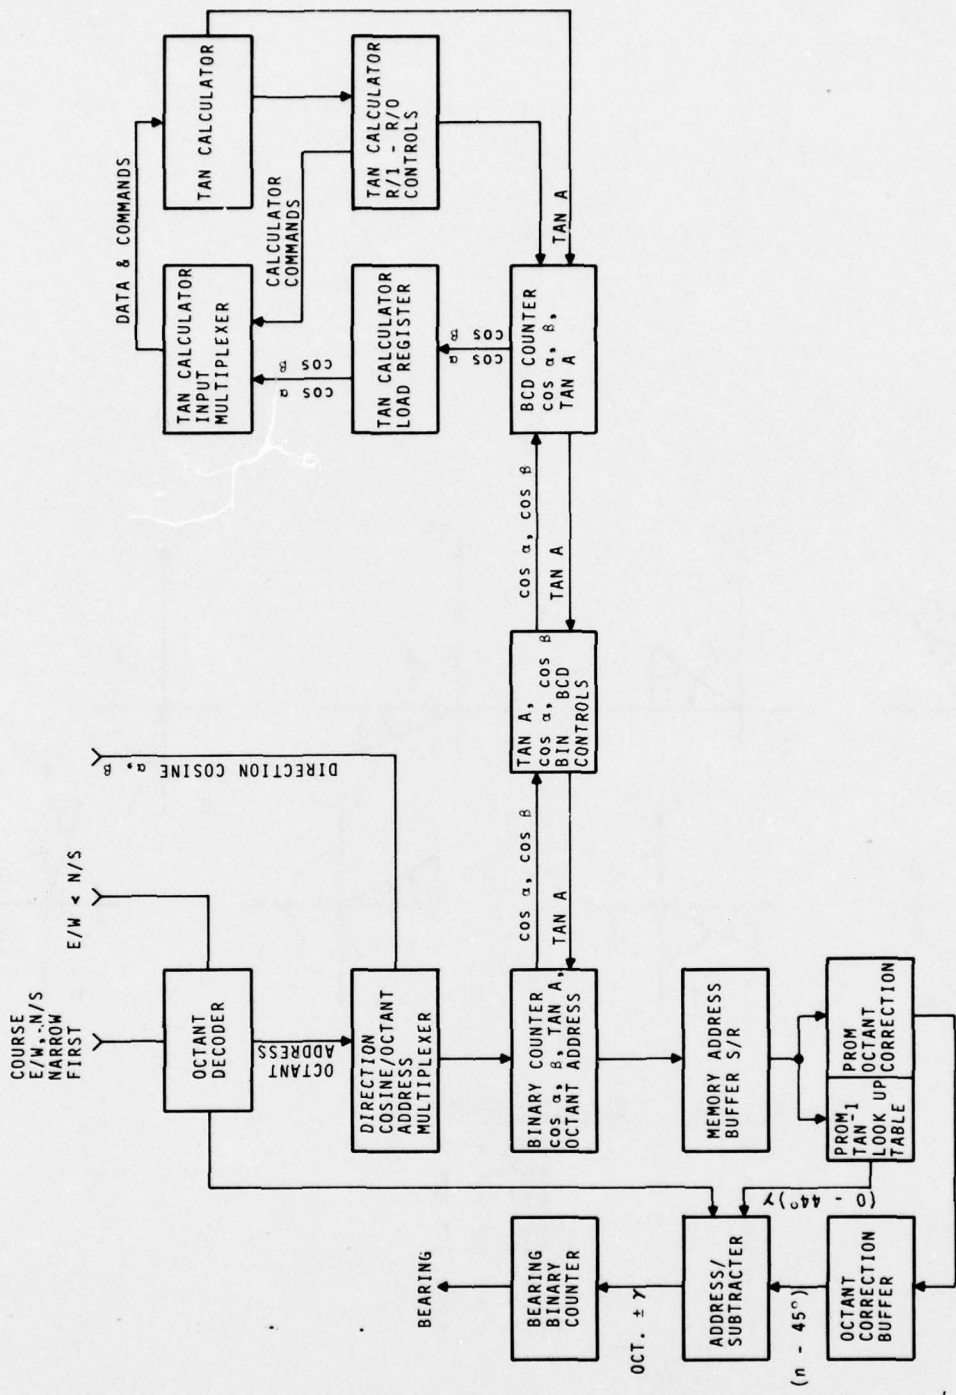 COURSE
E/W, N/S
NARROW
FIRST
E/W < N/S
DIRECTION COSINE α, β
OCTANT
DECODER
OCTANT
ADDRESS
DIRECTION
COSINE/OCTANT
ADDRESS
MULTIPLEXER
BINARY COUNTER
cos α, β, TAN A,
OCTANT ADDRESS
MEMORY ADDRESS
BUFFER S/R
PROM
TAN-1
LOOK UP
TABLE
PROM
OCTANT
CORRECTION
BEARING
BEARING
BINARY
COUNTER
OCT. ± γ
ADDRESS/
SUBTRACTER
(0 - 44°)γ
(n - 45°)
OCTANT
CORRECTION
BUFFER
cos α, cos β
TAN A
TAN A,
cos α, cos β
BIN BCD
CONTROLS
cos α, cos β
TAN A
DATA & COMMANDS
TAN CALCULATOR
INPUT
MULTIPLEXER
TAN CALCULATOR
CALCULATOR
COMMANDS
cos α
cos β
TAN CALCULATOR
LOAD REGISTER
TAN CALCULATOR
R/1 - R/0
CONTROLS
cos α
cos β
BCD COUNTER
cos α, β,
TAN A
TAN A